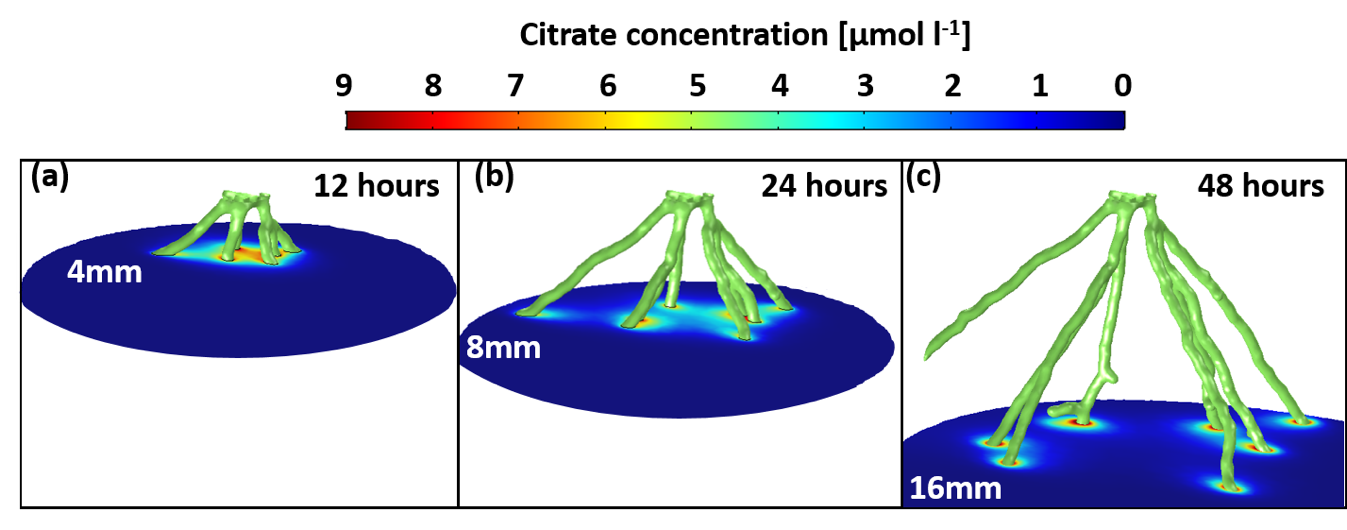 Citrate concentration [µmol l-1]
9 8 7 6 5 4 3 2 1 0
(a) 12 hours
4mm
(b) 24 hours
8mm
(c) 48 hours
16mm